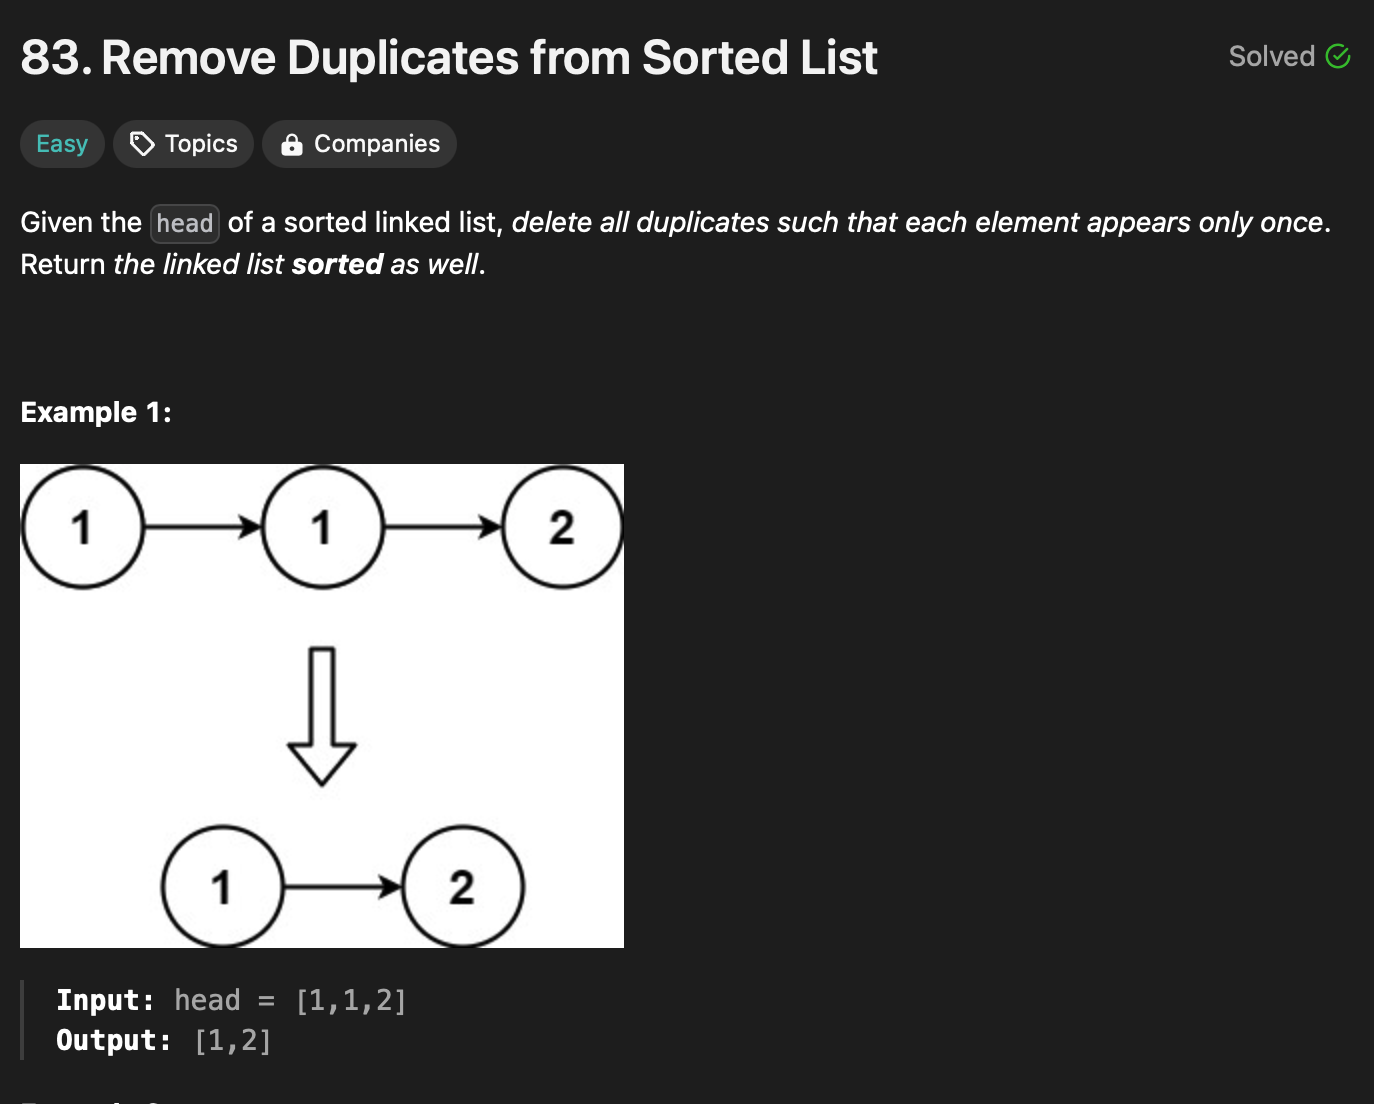 83. Remove Duplicates from Sorted List
Solved
Easy
Topics
Companies
Given the head of a sorted linked list, delete all duplicates such that each element appears only once.
Return the linked list sorted as well.
Example 1:
1 1 2
1 2
Input: head = [1,1,2]
Output: [1,2]